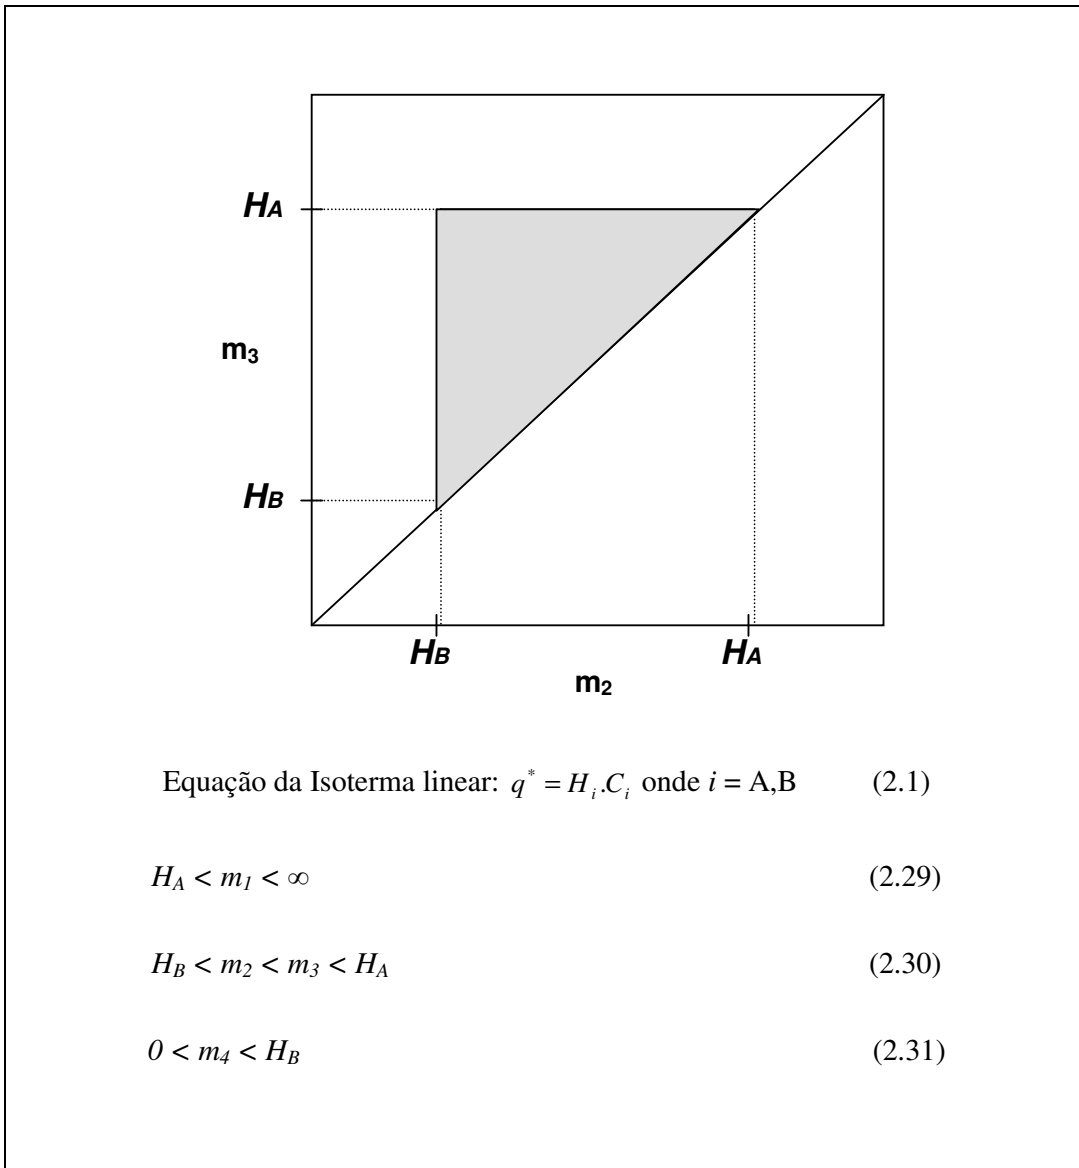 HA
m3
HB
HB HA
m2
Equação da Isoterma linear: q* = Hi.Ci onde i = A,B (2.1)
HA < m1 < ∞ (2.29)
HB < m2 < m3 < HA (2.30)
0 < m4 < HB (2.31)